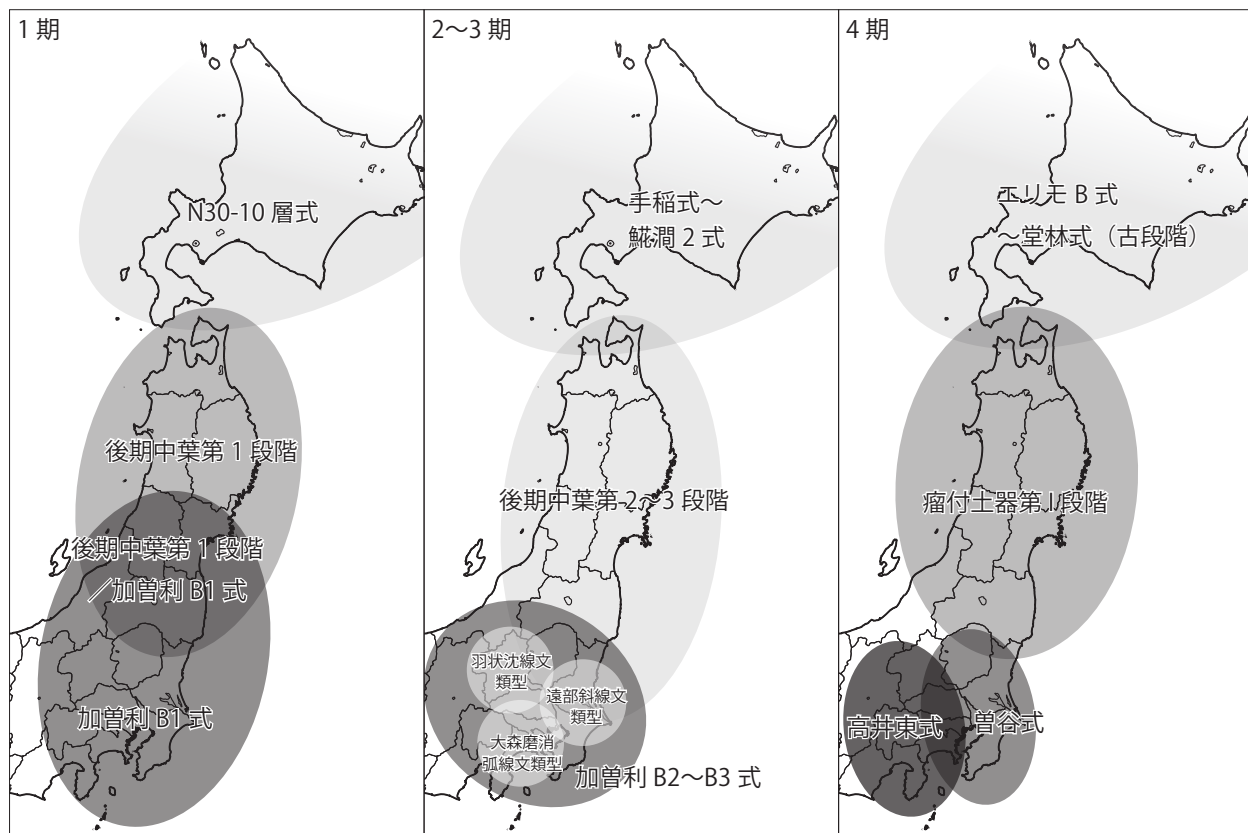 1 期
N30-10 層式
後期中葉第 1 段階
後期中葉第 1 段階
／加曽利 B1 式
加曽利 B1 式
2〜3 期
手稲式〜
鯎澗 2 式
後期中葉第 2〜3 段階
羽状沈線文
類型
遠部斜線文
類型
大森磨消
弧線文類型
加曽利 B2〜B3 式
4 期
エリモ B 式
〜堂林式（古段階）
瘤付土器第 I 段階
高井東式
曽谷式